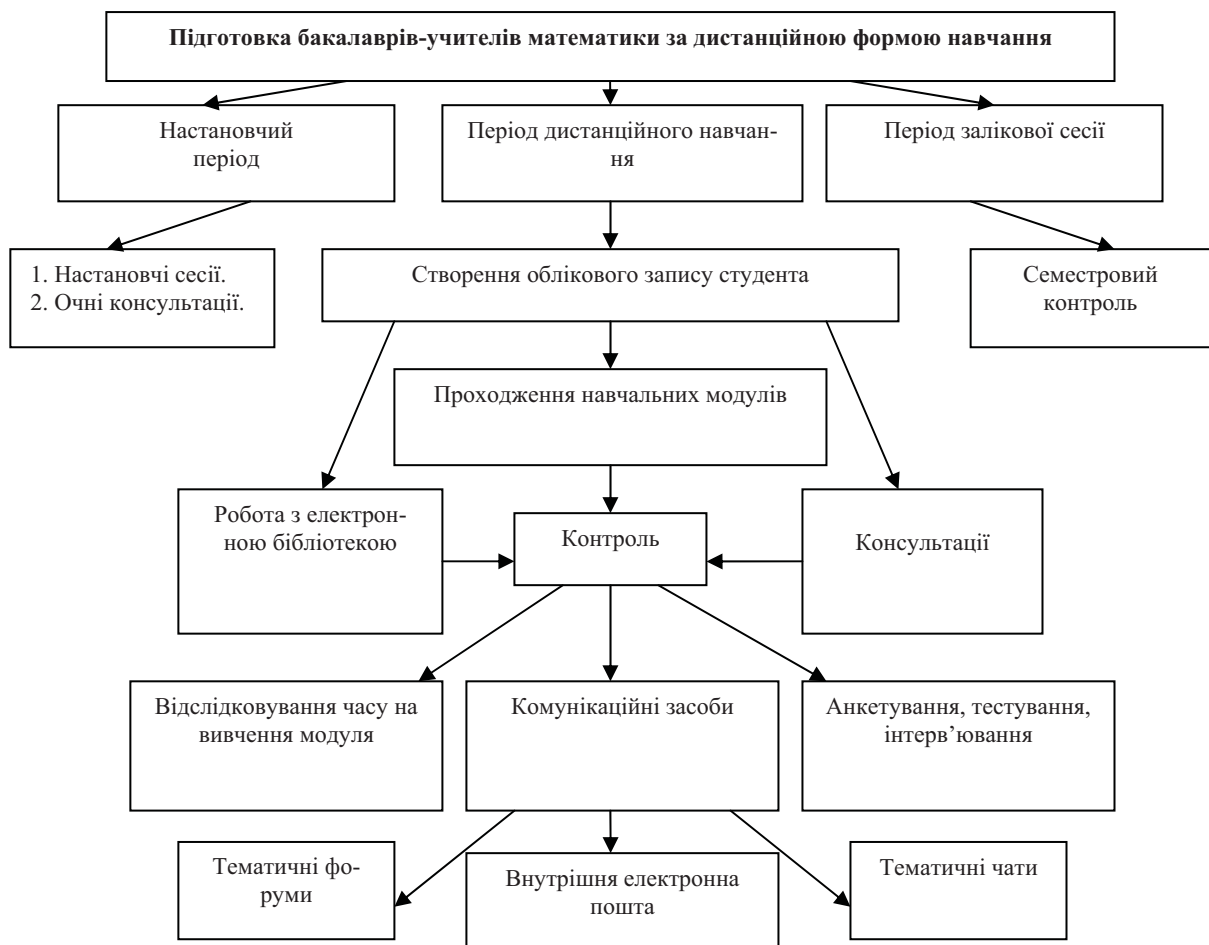 Підготовка бакалаврів-учителів математики за дистанційною формою навчання
Настановчий
період
Період дистанційного навчан-
ня
Період залікової сесії
1. Настановчі сесії.
2. Очні консультації.
Створення облікового запису студента
Семестровий
контроль
Проходження навчальних модулів
Робота з електрон-
ною бібліотекою
Контроль
Консультації
Відслідковування часу на
вивчення модуля
Комунікаційні засоби
Анкетування, тестування,
інтерв’ювання
Тематичні фо-
руми
Внутрішня електронна
пошта
Тематичні чати